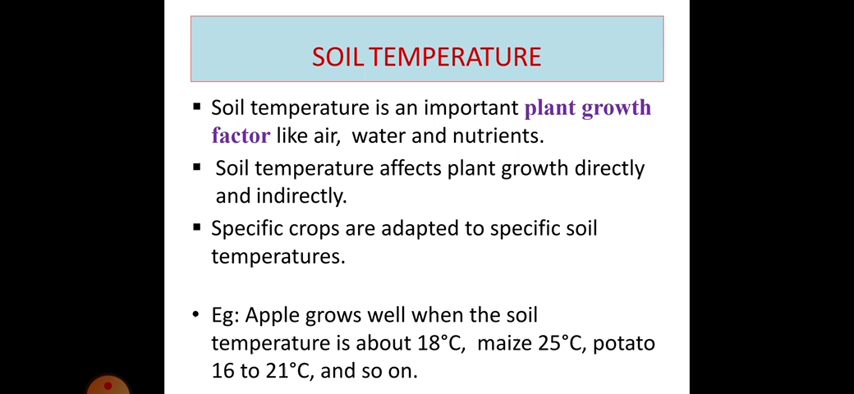 SOIL TEMPERATURE
▪ Soil temperature is an important plant growth
factor like air, water and nutrients.
▪ Soil temperature affects plant growth directly
and indirectly.
▪ Specific crops are adapted to specific soil
temperatures.
• Eg: Apple grows well when the soil
temperature is about 18°C, maize 25°C, potato
16 to 21°C, and so on.